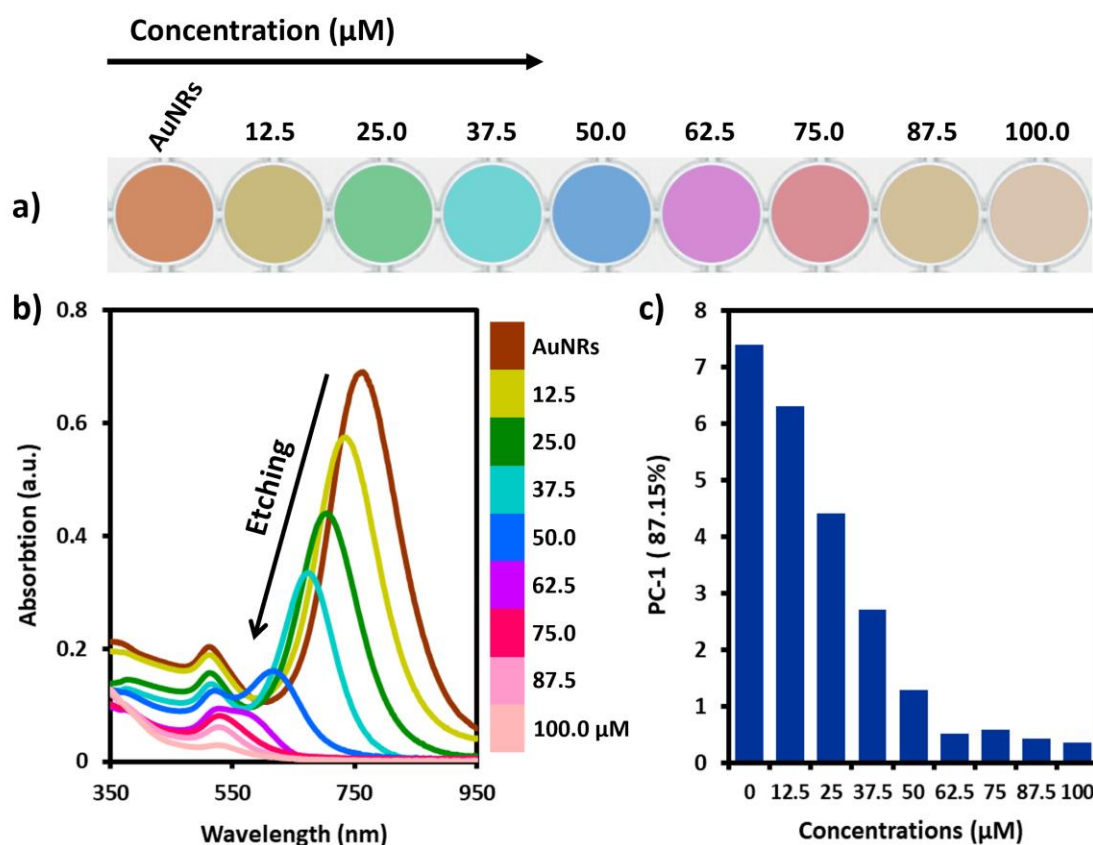 Concentration (µM)
AuNRs 12.5 25.0 37.5 50.0 62.5 75.0 87.5 100.0
a)
b)
0.8
0.6
0.4
0.2
0
Absorbtion (a.u.)
Etching
350 550 750 950
Wavelength (nm)
AuNRs
12.5
25.0
37.5
50.0
62.5
75.0
87.5
100.0 µM
c)
8
7
6
5
4
3
2
1
0
PC-1 ( 87.15%)
0 12.5 25 37.5 50 62.5 75 87.5 100
Concentrations (µM)